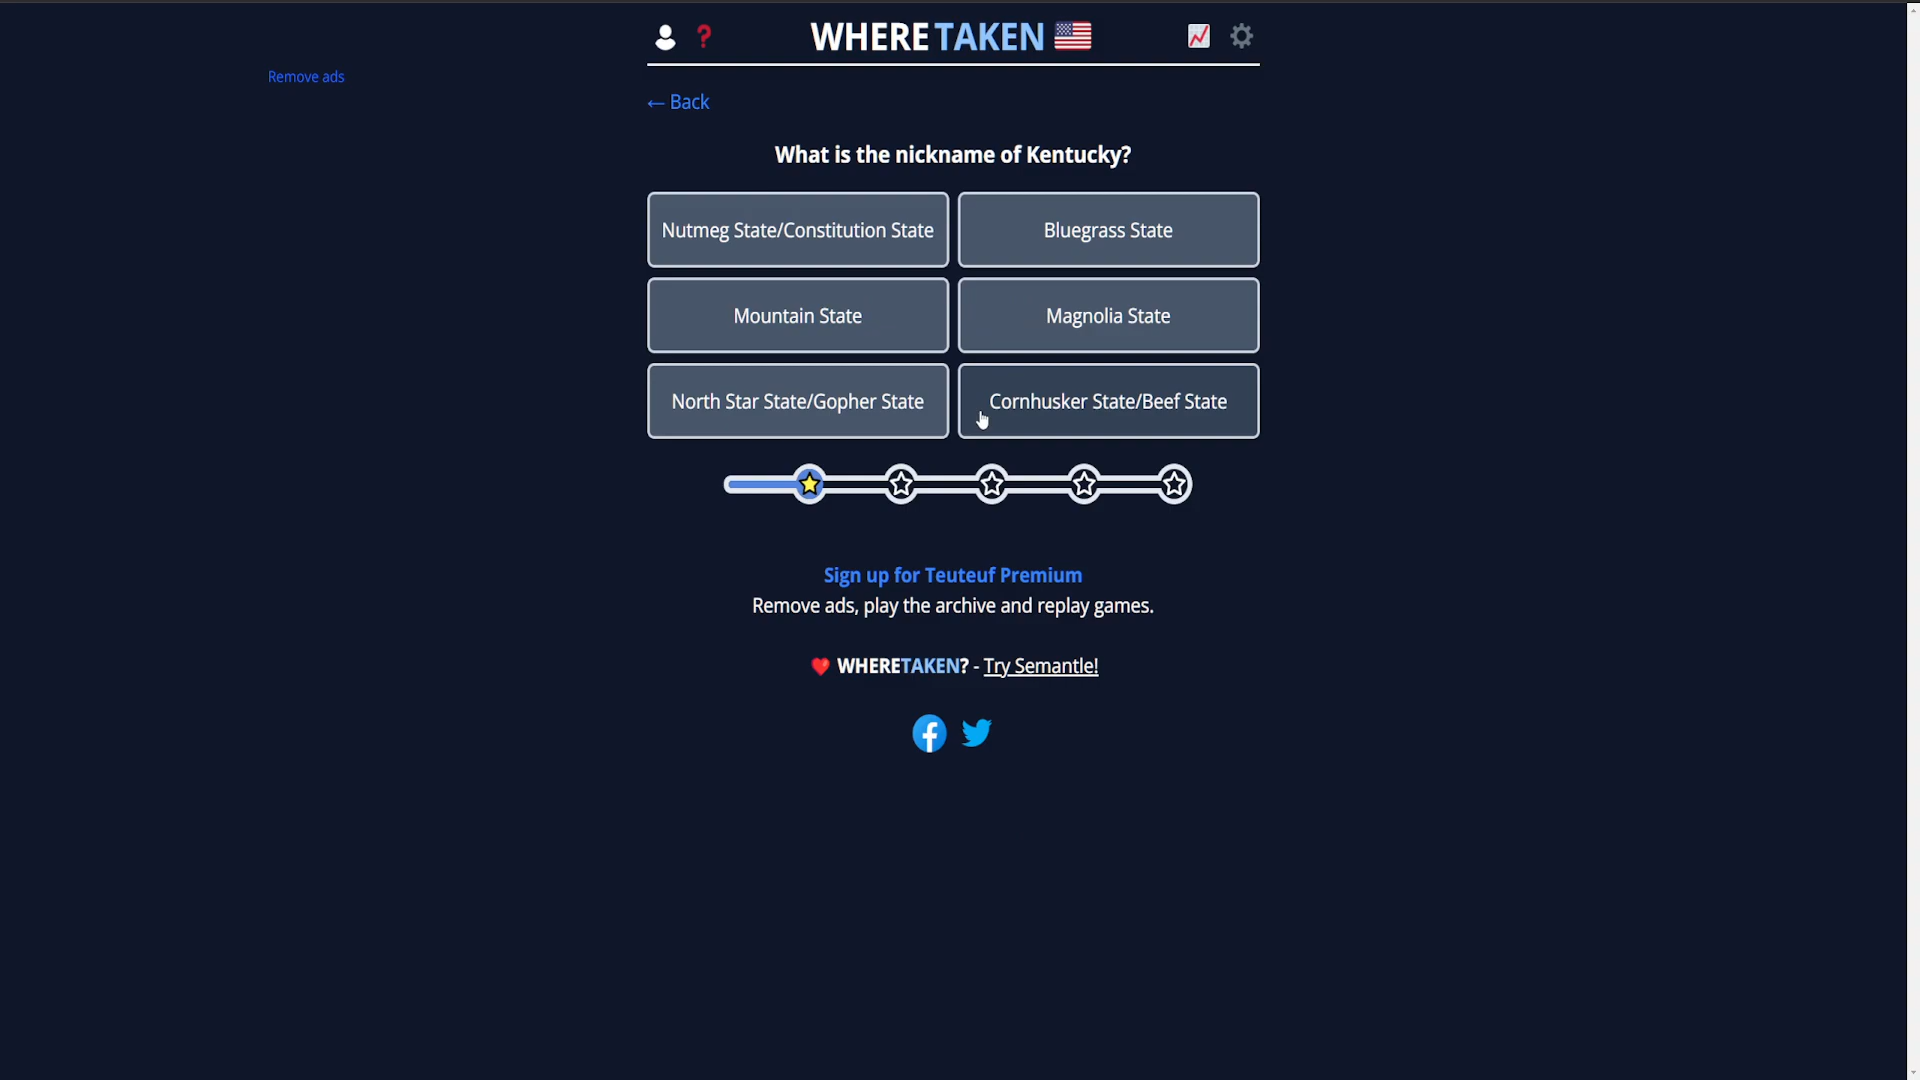 WHERETAKEN
Remove ads
← Back
What is the nickname of Kentucky?
Nutmeg State/Constitution State
Bluegrass State
Mountain State
Magnolia State
North Star State/Gopher State
Cornhusker State/Beef State
Sign up for Teuteuf Premium
Remove ads, play the archive and replay games.
❤️ WHERETAKEN? - Try Semantle!